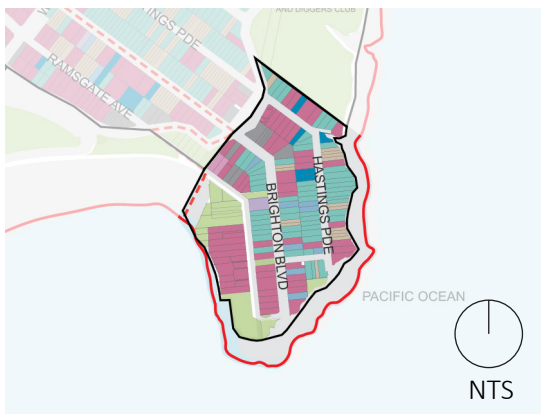 AND DIGGERS CLUB
HASTINGS PDE
RAMSGATE AVE
HASTINGS PDE
BRIGHTON BLVD
PACIFIC OCEAN
NTS